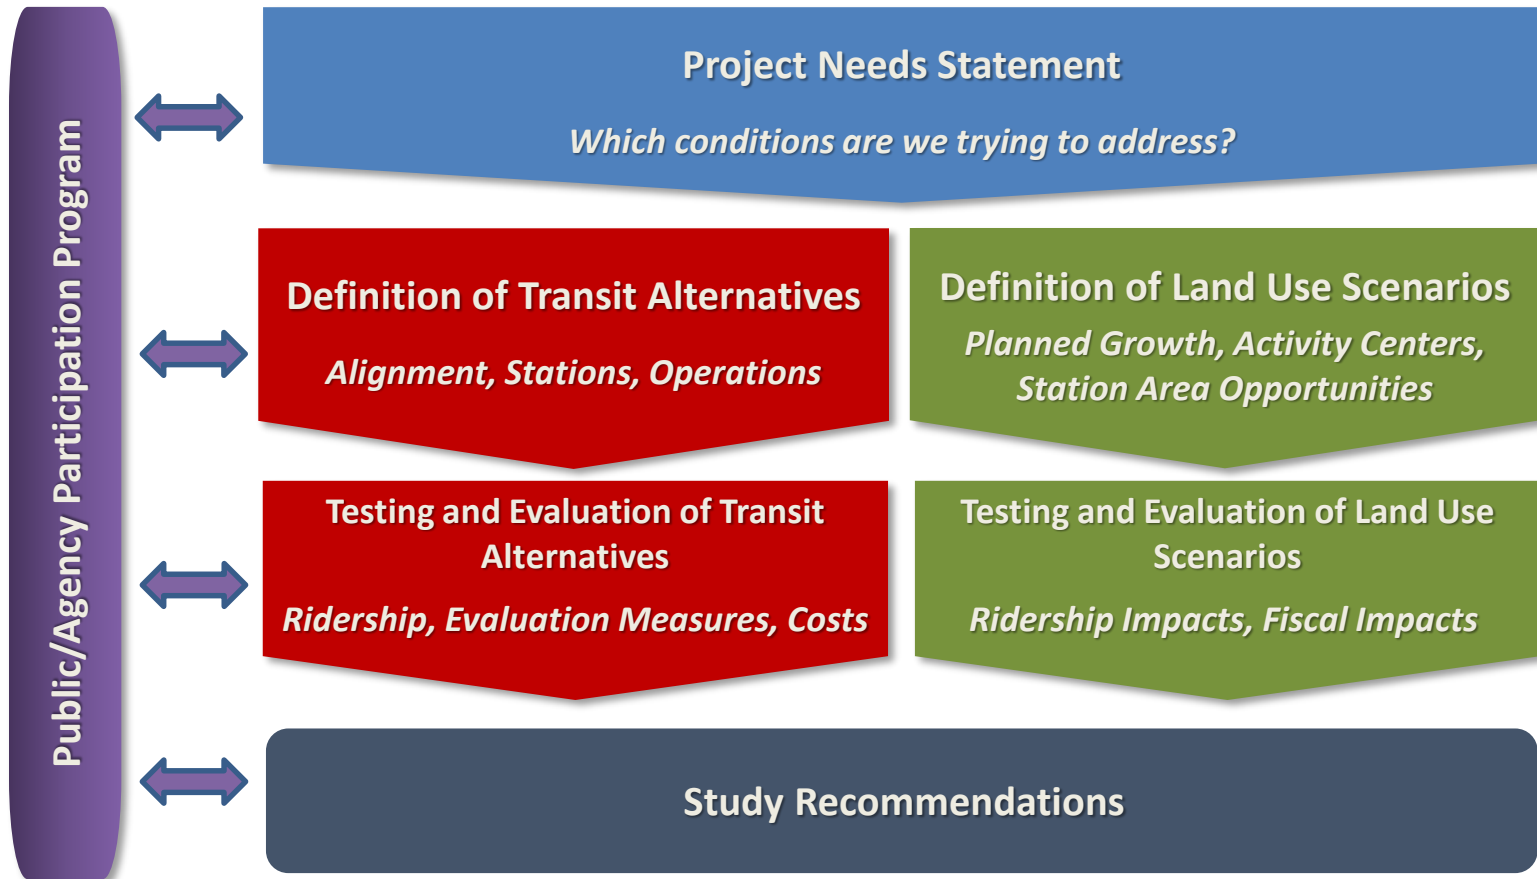 Public/Agency Participation Program
Project Needs Statement
Which conditions are we trying to address?
Definition of Transit Alternatives
Alignment, Stations, Operations
Definition of Land Use Scenarios
Planned Growth, Activity Centers,
Station Area Opportunities
Testing and Evaluation of Transit
Alternatives
Ridership, Evaluation Measures, Costs
Testing and Evaluation of Land Use
Scenarios
Ridership Impacts, Fiscal Impacts
Study Recommendations